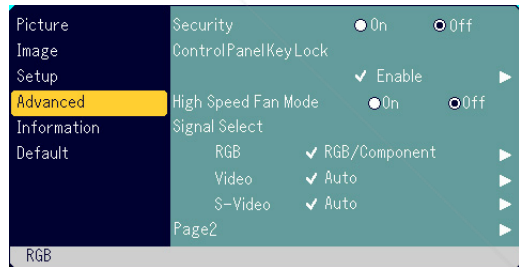 Picture
Image
Setup
Advanced
Information
Default
Security On Off
ControlPanelKeyLock
Enable
High Speed Fan Mode On Off
Signal Select
RGB RGB/Component
Video Auto
S-Video Auto
Page2
RGB